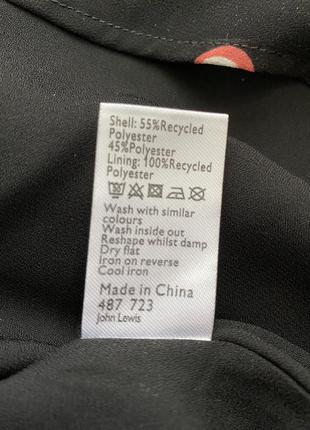 Shell: 55%Recycled
Polyester
45%Polyester
Lining: 100%Recycled
Polyester
Wash with similar
colours
Wash inside out
Reshape whilst damp
Dry flat
Iron on reverse
Cool iron
Made in China
487 723
John Lewis